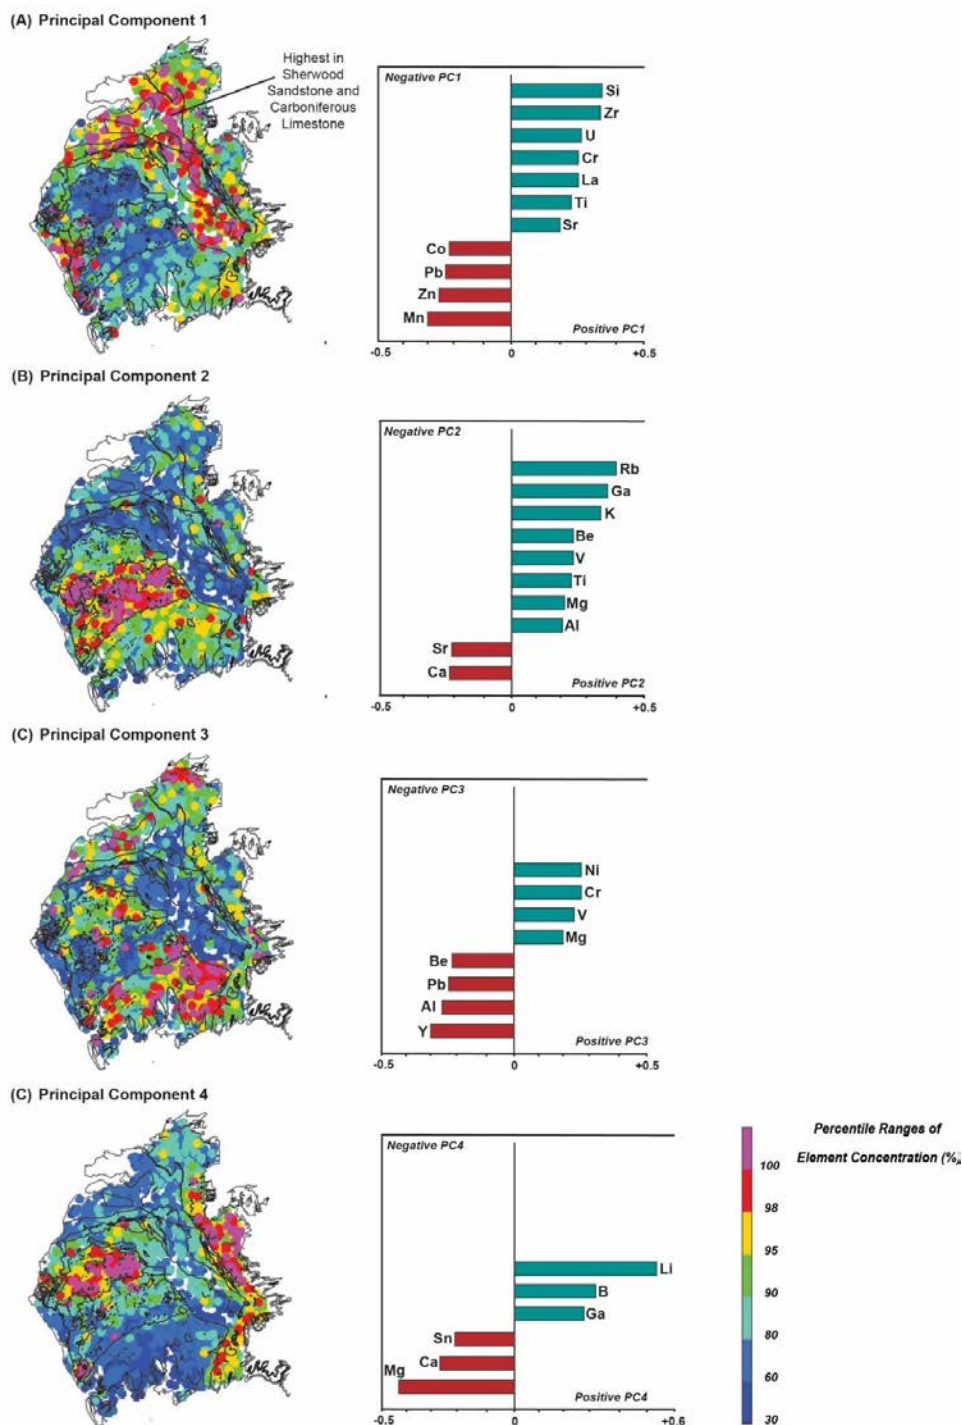 (A) Principal Component 1
Highest in
Sherwood
Sandstone and
Carboniferous
Limestone
Negative PC1
Si
Zr
U
Cr
La
Ti
Sr
Co
Pb
Zn
Mn
Positive PC1
-0.5
0
+0.5
(B) Principal Component 2
Negative PC2
Rb
Ga
K
Be
V
Ti
Mg
Al
Sr
Ca
Positive PC2
-0.5
0
+0.5
(C) Principal Component 3
Negative PC3
Ni
Cr
V
Mg
Be
Pb
Al
Y
Positive PC3
-0.5
0
+0.5
(C) Principal Component 4
Negative PC4
Li
B
Ga
Sn
Ca
Mg
Positive PC4
-0.5
0
+0.6
Percentile Ranges of
Element Concentration (%)
100
98
95
90
80
60
30